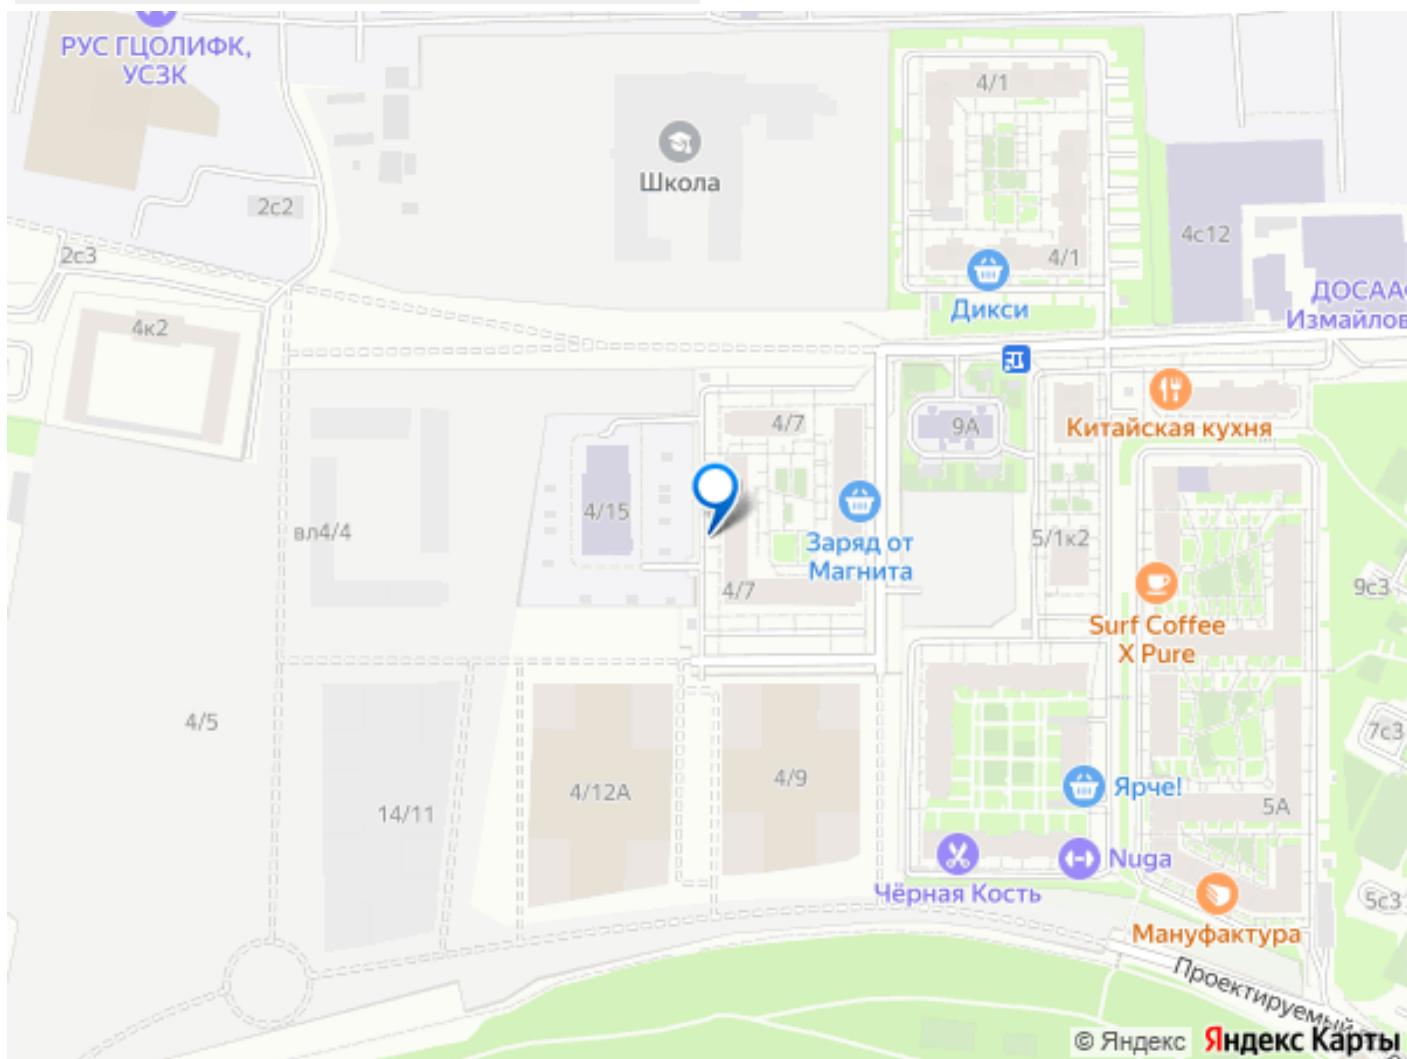 РУС ГЦОЛИФК,
УСЗК
4/1
Школа
2с2
4с12
2с3
4/1
ДОСААФ
Измайлов
Дикси
4к2
4/7
9А
Китайская кухня
4/15
вл4/4
Заряд от
Магнита
5/1к2
4/7
9с3
Surf Coffee
X Pure
4/5
7с3
4/12А
4/9
Ярче!
14/11
5А
Nuga
Чёрная Кость
5с3
Мануфактура
Проектируемый
© Яндекс Яндекс Карты